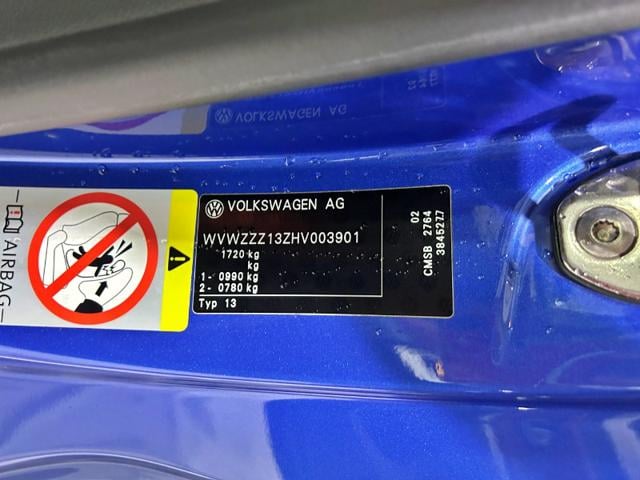 VOLKSWAGEN AG
AIRBAG
VOLKSWAGEN AG
WVWZZZ13ZHV003901
1720 kg
kg
1- 0990 kg
2- 0780 kg
Typ 13
02
CMSB 2764
3845277